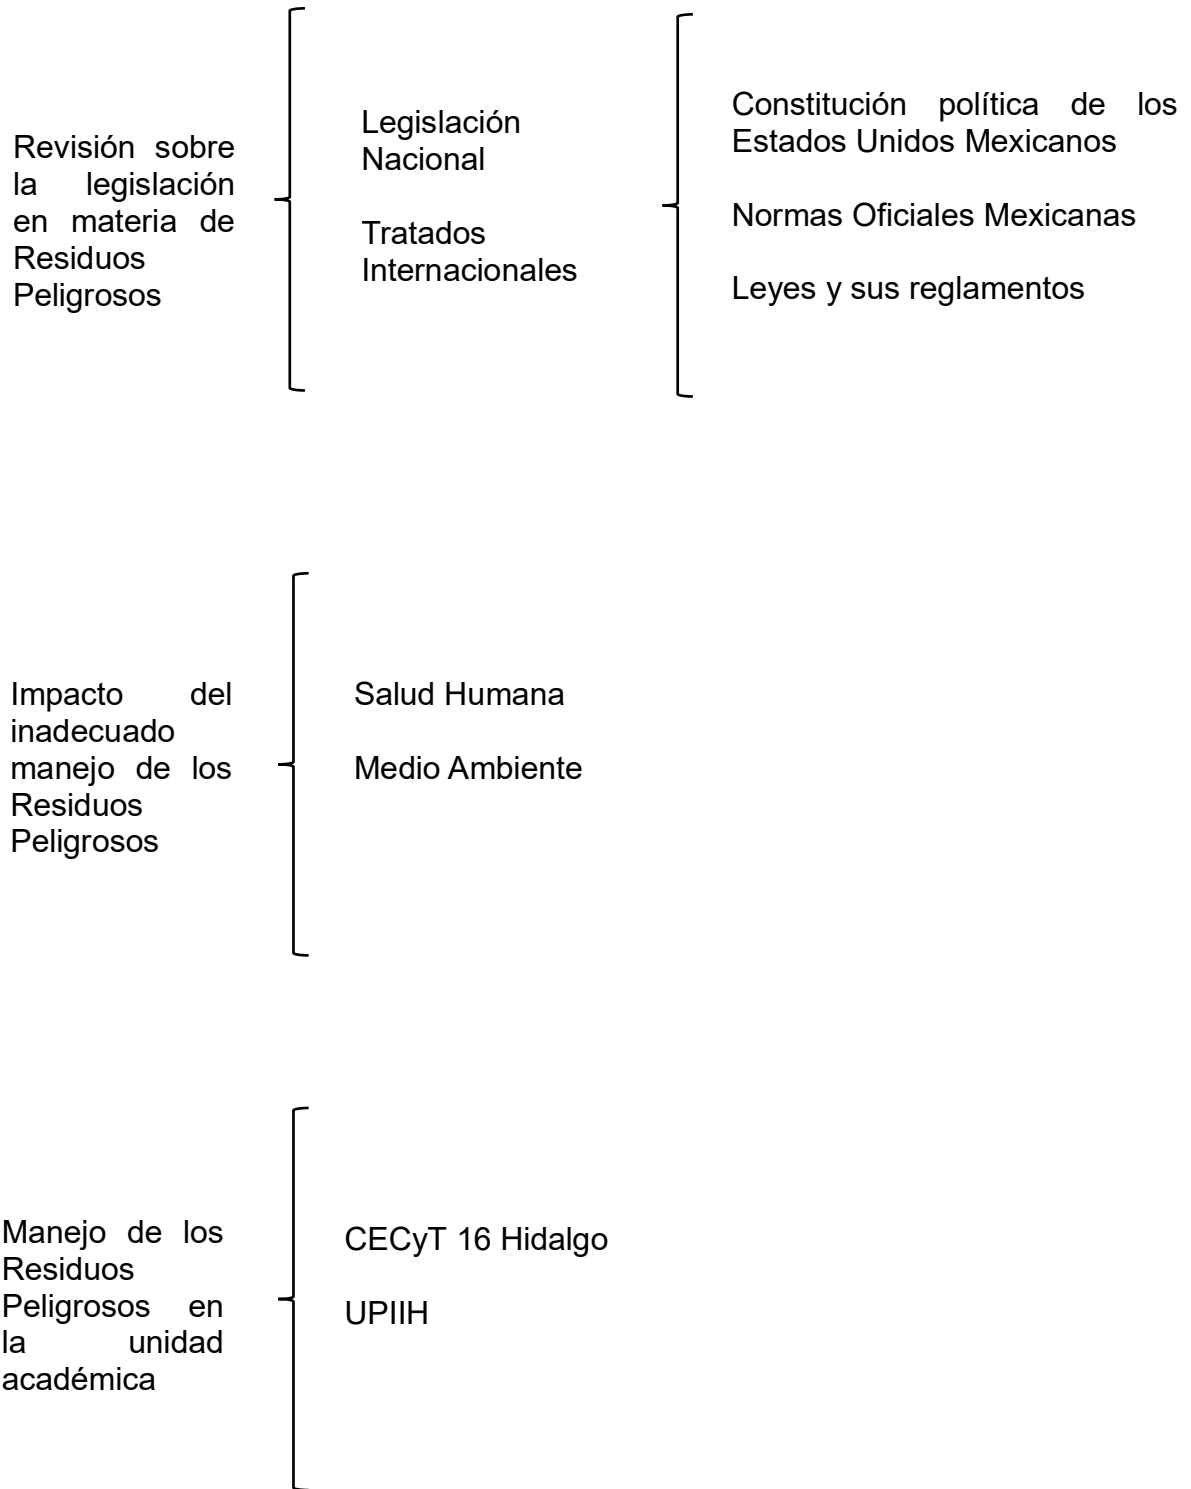 Revisión sobre
la legislación
en materia de
Residuos
Peligrosos
Legislación
Nacional
Tratados
Internacionales
Constitución política de los
Estados Unidos Mexicanos
Normas Oficiales Mexicanas
Leyes y sus reglamentos
Impacto del
inadecuado
manejo de los
Residuos
Peligrosos
Salud Humana
Medio Ambiente
Manejo de los
Residuos
Peligrosos en
la unidad
académica
CECyT 16 Hidalgo
UPIIH